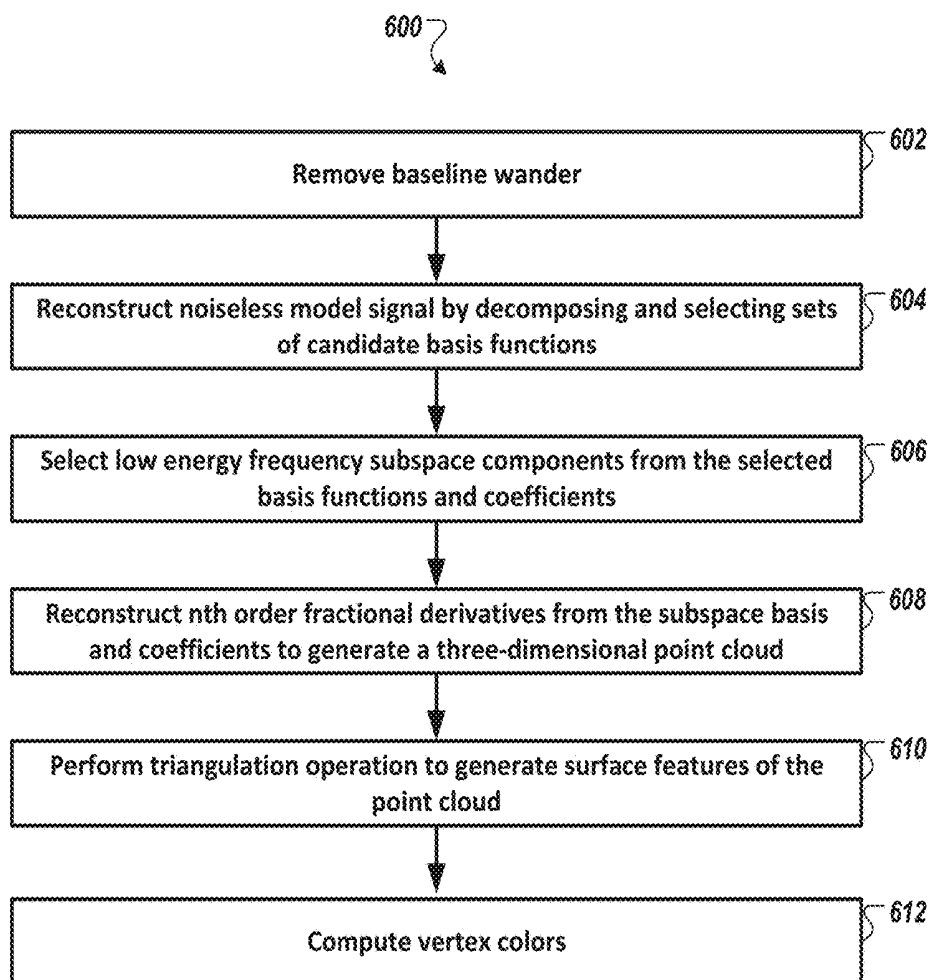 600
602
Remove baseline wander
604
Reconstruct noiseless model signal by decomposing and selecting sets
of candidate basis functions
606
Select low energy frequency subspace components from the selected
basis functions and coefficients
608
Reconstruct nth order fractional derivatives from the subspace basis
and coefficients to generate a three-dimensional point cloud
610
Perform triangulation operation to generate surface features of the
point cloud
612
Compute vertex colors